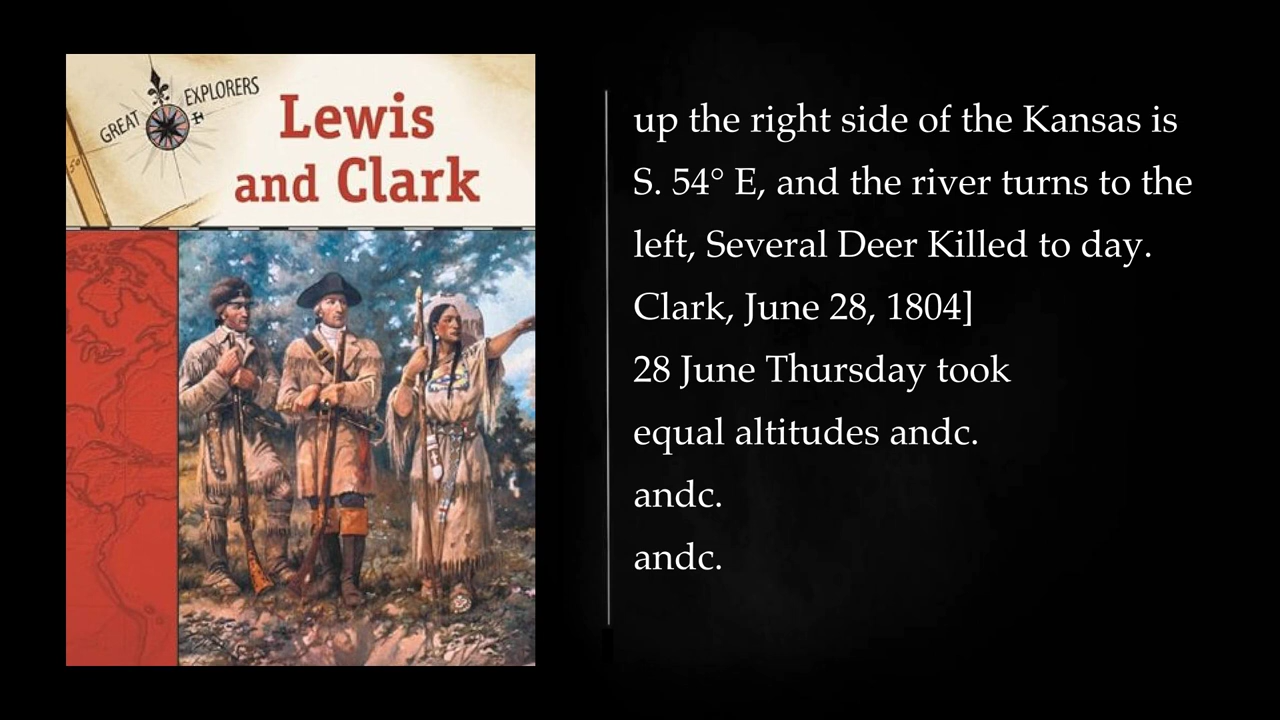 GREAT EXPLORERS
Lewis
and Clark
50
up the right side of the Kansas is
S. 54° E, and the river turns to the
left, Several Deer Killed to day.
Clark, June 28, 1804]
28 June Thursday took
equal altitudes andc.
andc.
andc.